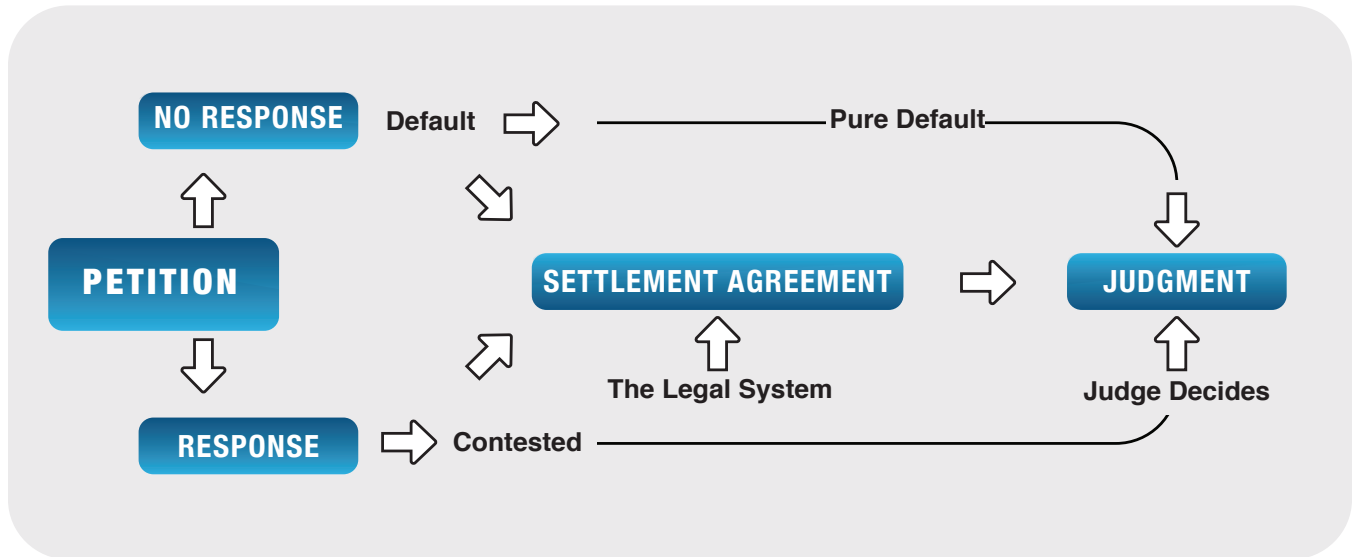 NO RESPONSE
Default
Pure Default
PETITION
SETTLEMENT AGREEMENT
JUDGMENT
The Legal System
Judge Decides
RESPONSE
Contested